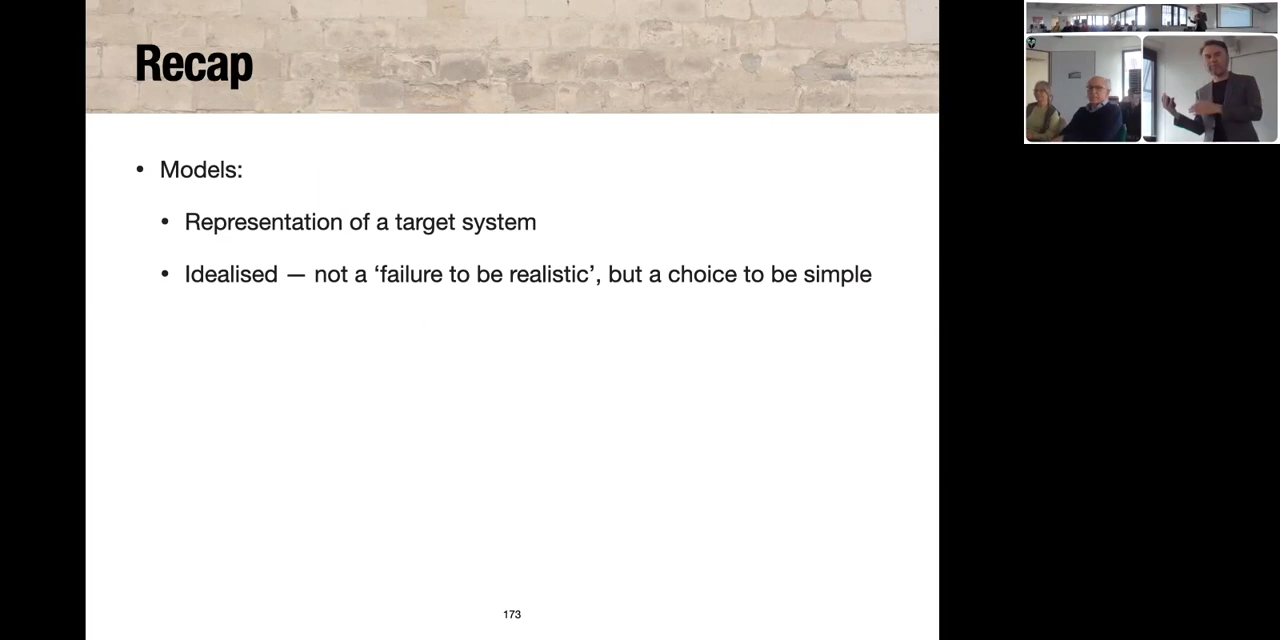 Recap
• Models:
• Representation of a target system
• Idealised — not a ‘failure to be realistic’, but a choice to be simple
173